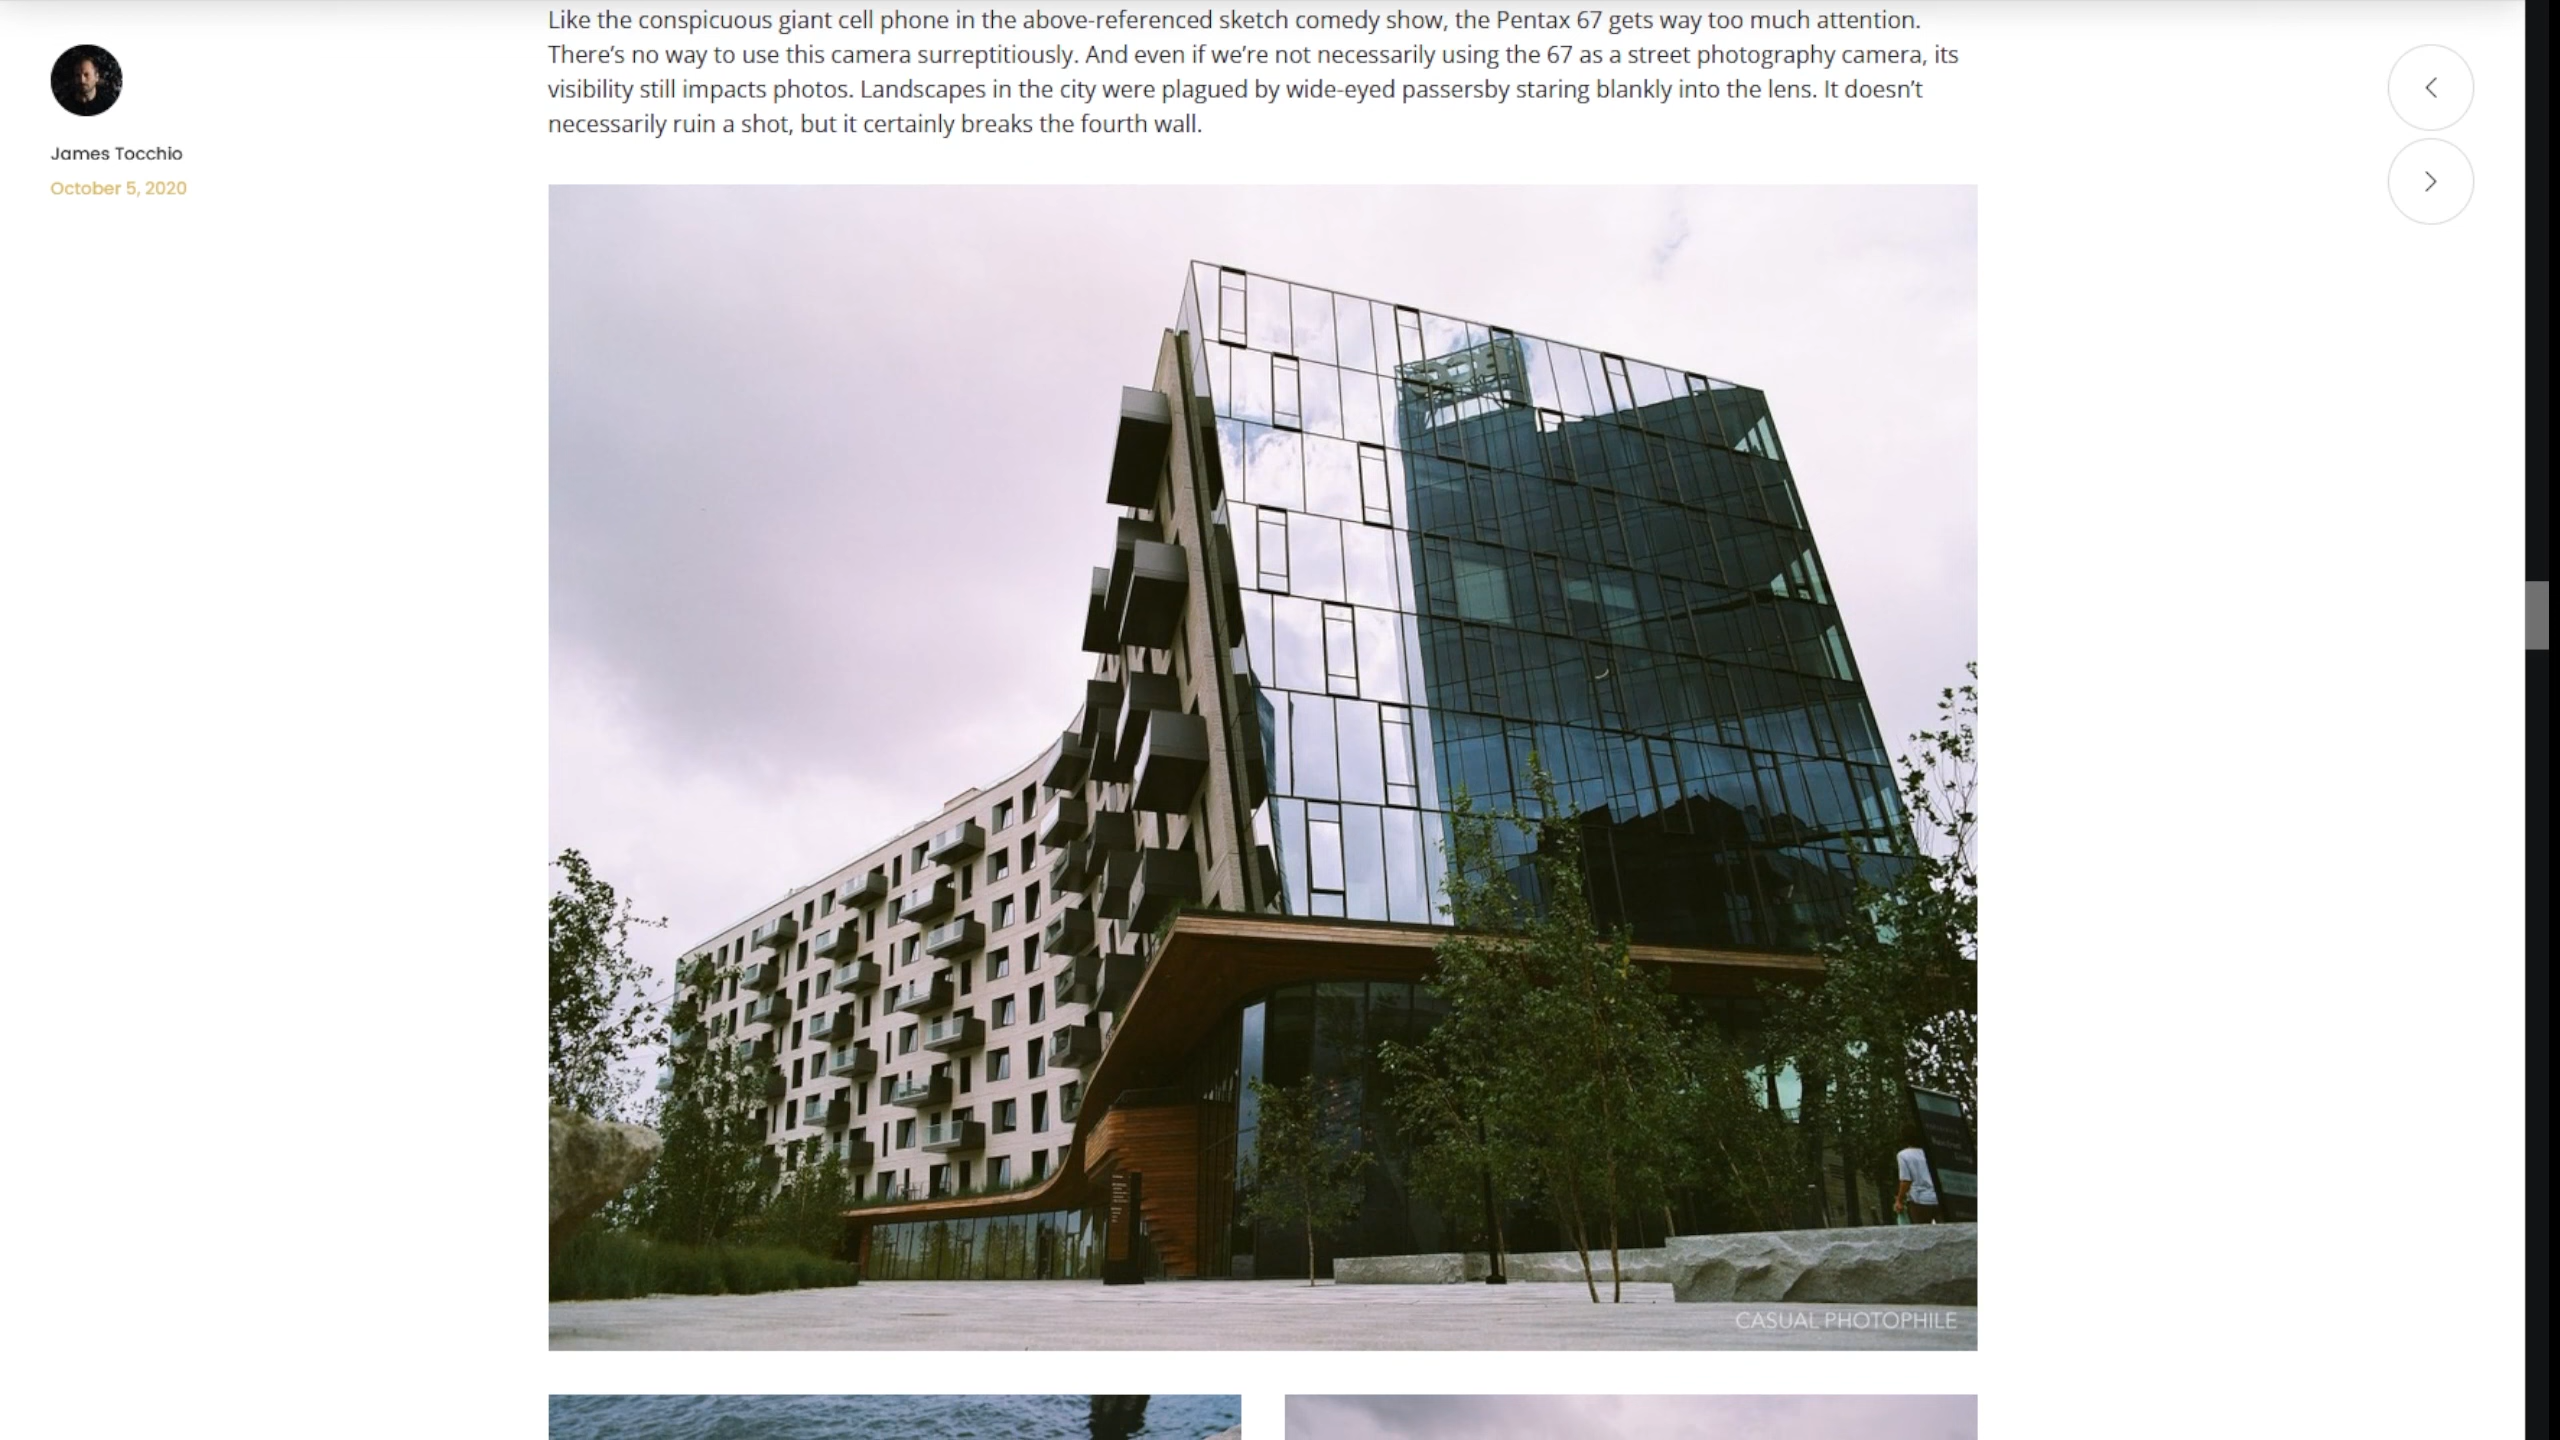 Like the conspicuous giant cell phone in the above-referenced sketch comedy show, the Pentax 67 gets way too much attention.
There’s no way to use this camera surreptitiously. And even if we’re not necessarily using the 67 as a street photography camera, its
visibility still impacts photos. Landscapes in the city were plagued by wide-eyed passersby staring blankly into the lens. It doesn’t
necessarily ruin a shot, but it certainly breaks the fourth wall.
James Tocchio
October 5, 2020
CASUAL PHOTOPHILE